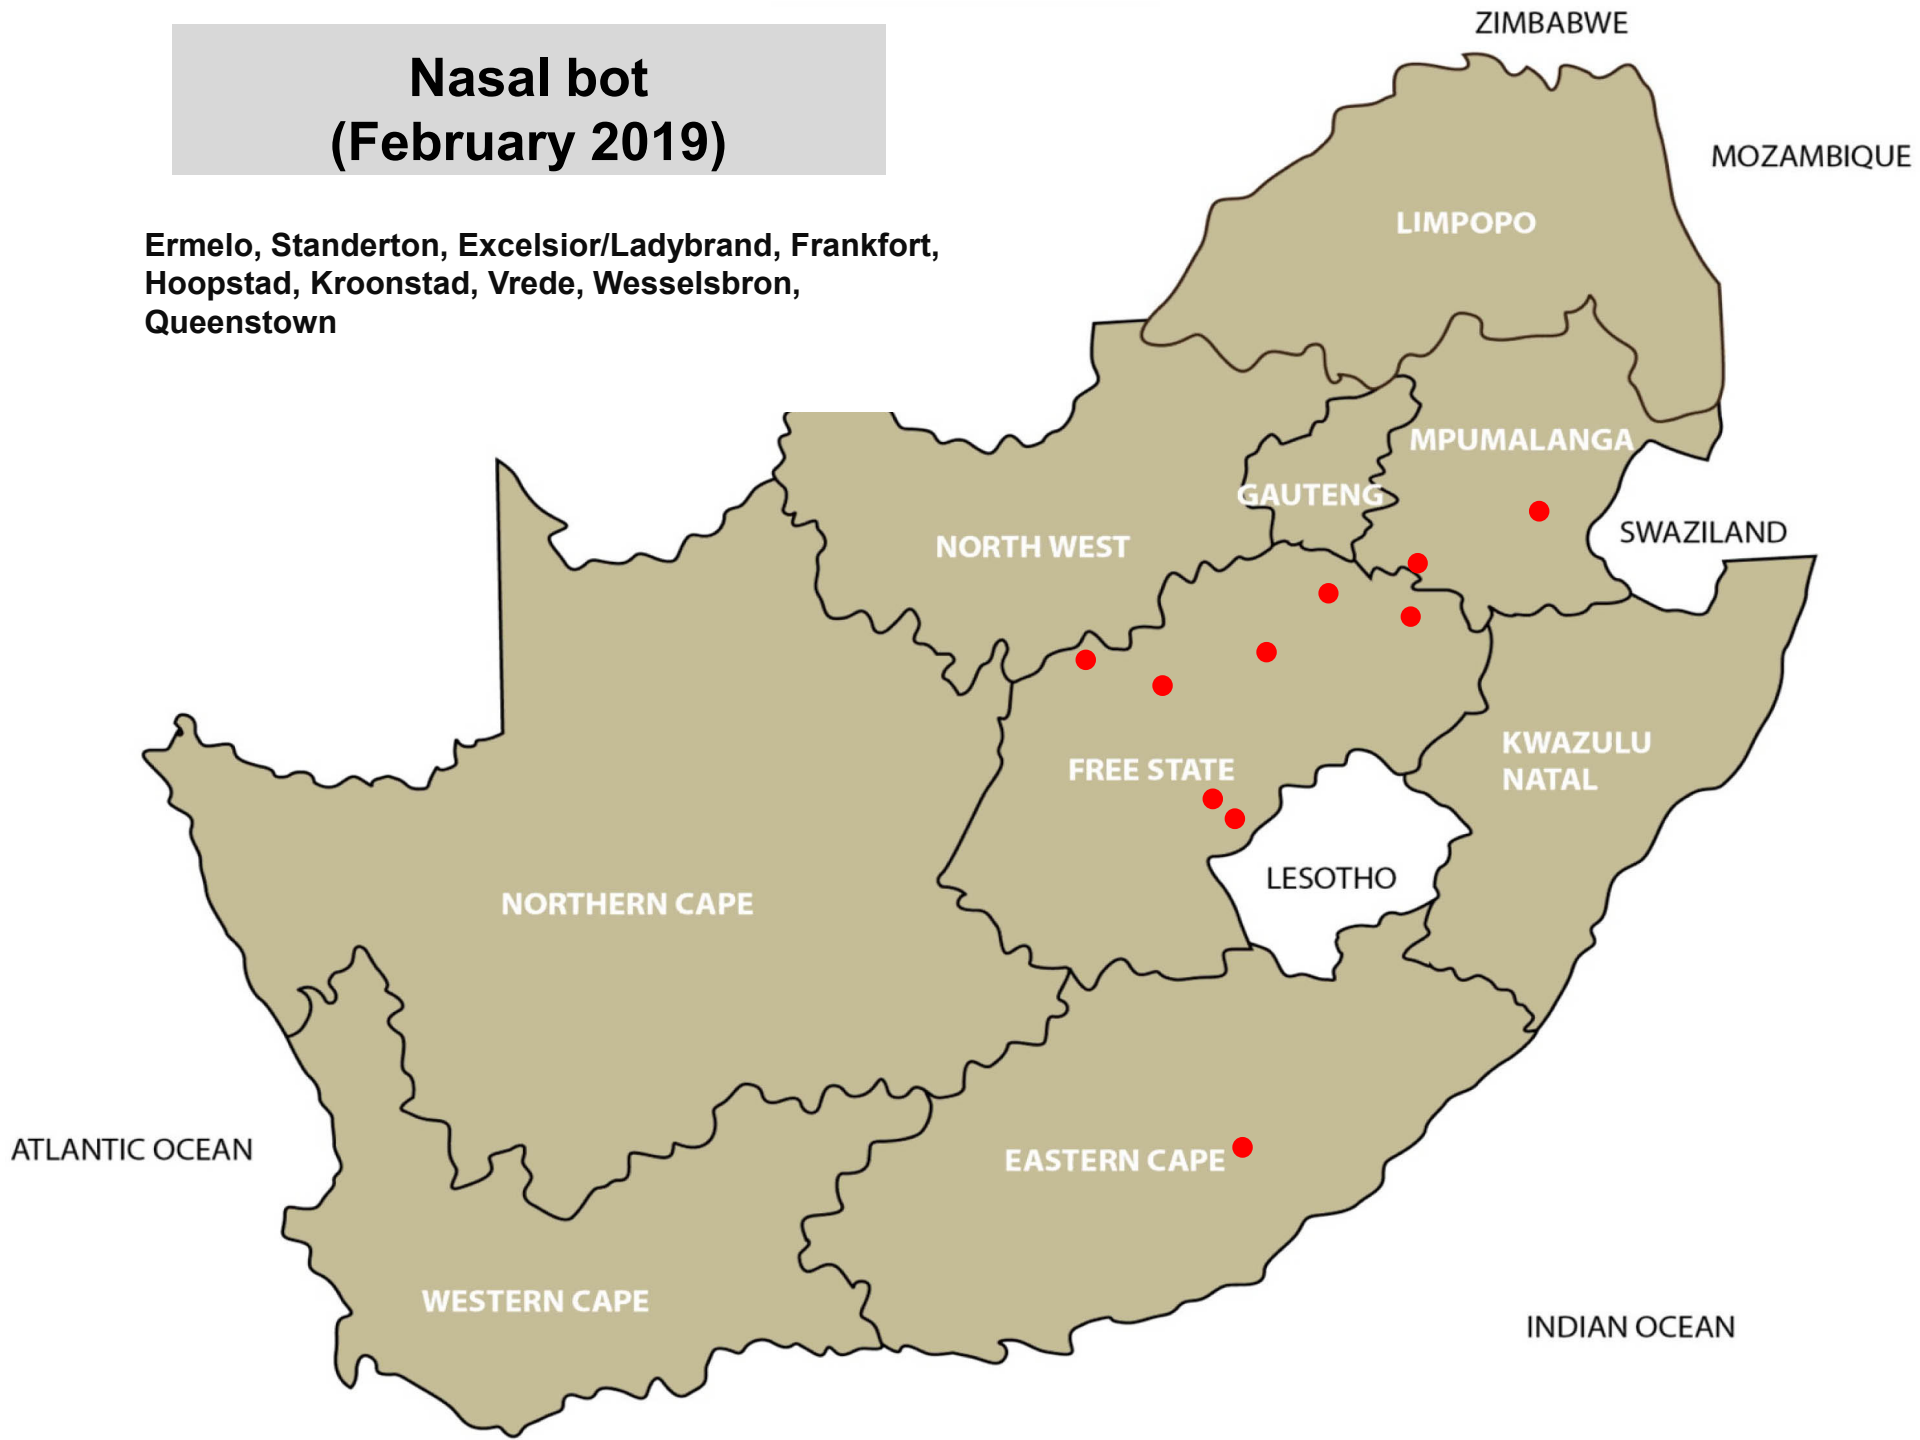 Nasal bot
(February 2019)
Ermelo, Standerton, Excelsior/Ladybrand, Frankfort,
Hoopstad, Kroonstad, Vrede, Wesselsbron,
Queenstown
ZIMBABWE
MOZAMBIQUE
LIMPOPO
MPUMALANGA
GAUTENG
SWAZILAND
NORTH WEST
KWAZULU
NATAL
FREE STATE
LESOTHO
NORTHERN CAPE
ATLANTIC OCEAN
EASTERN CAPE
WESTERN CAPE
INDIAN OCEAN